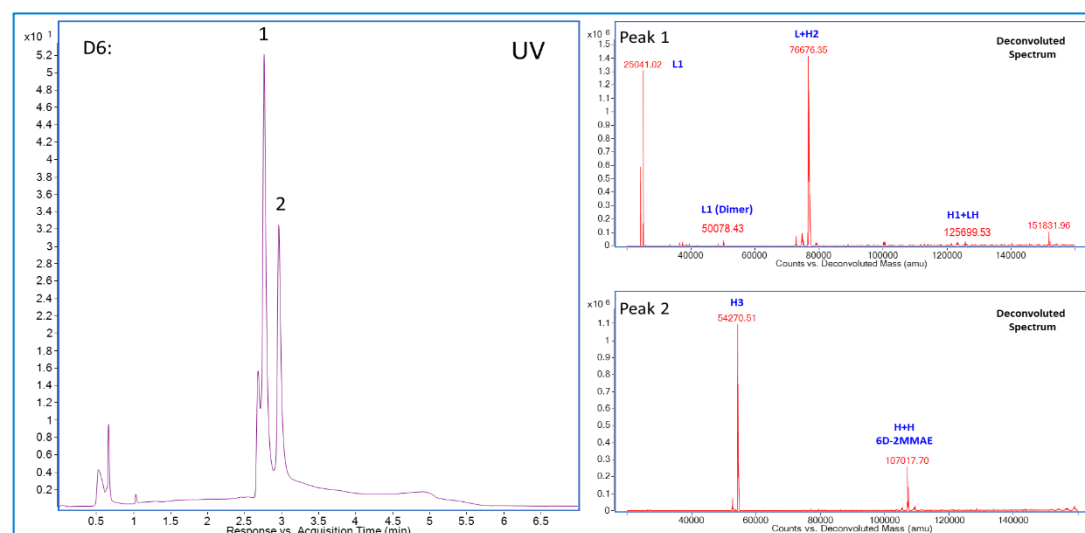 D6:
1
UV
x10 1
2
5.2
5
4.8
4.6
4.4
4.2
4
3.8
3.6
3.4
3.2
3
2.8
2.6
2.4
2.2
2
1.8
1.6
1.4
1.2
1
0.8
0.6
0.4
0.2
0.5 1 1.5 2 2.5 3 3.5 4 4.5 5 5.5 6 6.5
Response vs. Acquisition Time (min)
Peak 1
x10 6
L+H2
76676.35
Deconvoluted
Spectrum
25041.02
L1
1.6
1.5
1.4
1.3
1.2
1.1
1
0.9
0.8
0.7
0.6
0.5
0.4
0.3
0.2
0.1
0
L1 (Dimer)
50078.43
H1+LH
125699.53
151831.96
40000 60000 80000 100000 120000 140000
Counts vs. Deconvoluted Mass (amu)
Peak 2
x10 6
H3
54270.51
Deconvoluted
Spectrum
1.1
1
0.9
0.8
0.7
0.6
0.5
0.4
0.3
0.2
0.1
0
H+H
6D-2MMAE
107017.70
40000 60000 80000 100000 120000 140000
Counts vs. Deconvoluted Mass (amu)